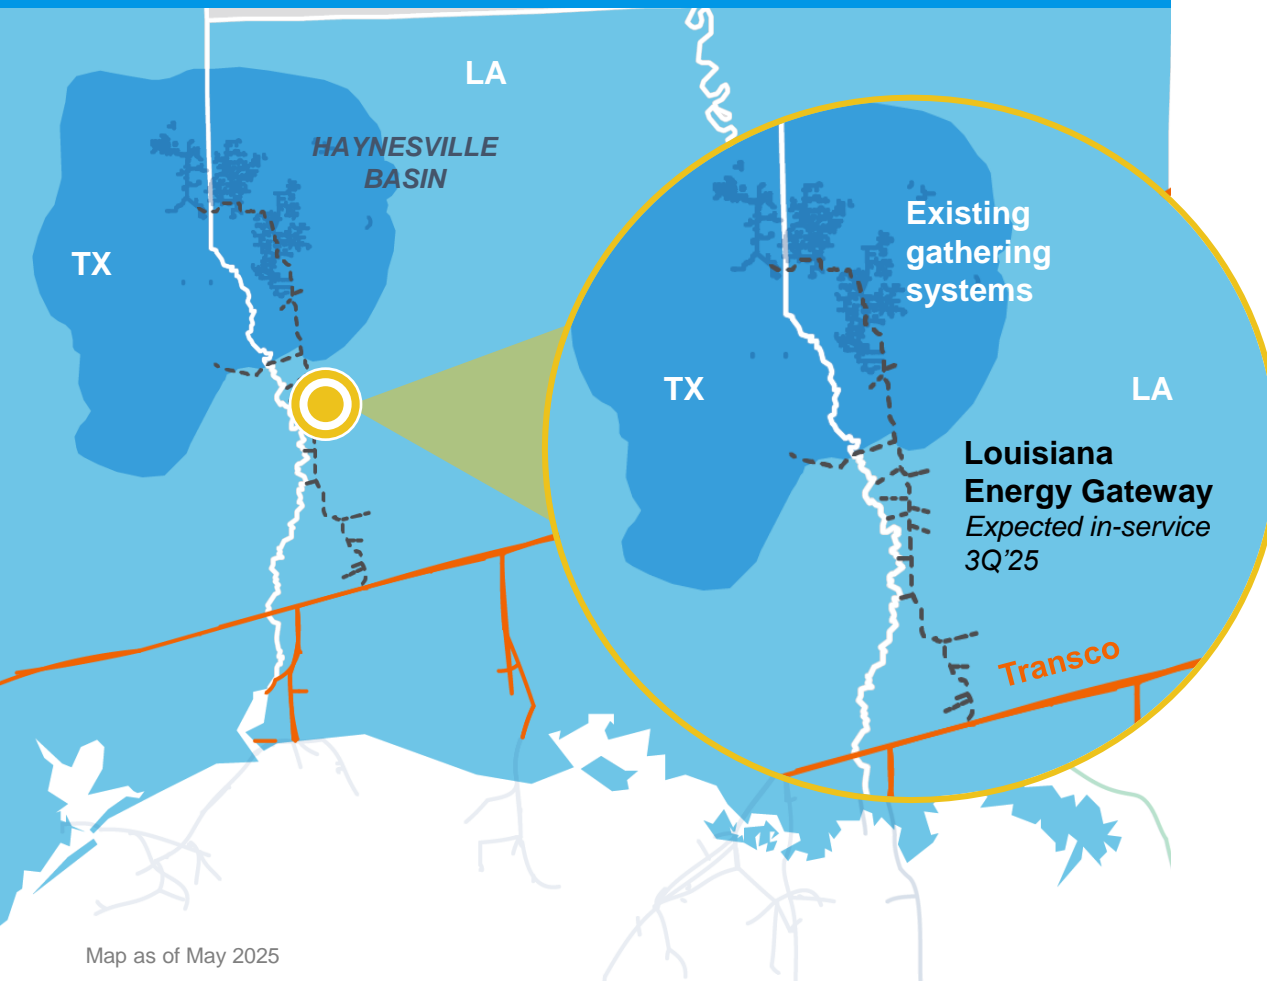 LA
HAYNESVILLE
BASIN
TX
Existing
gathering
systems
TX
LA
Louisiana
Energy Gateway
Expected in-service
3Q’25
Transco
Map as of May 2025